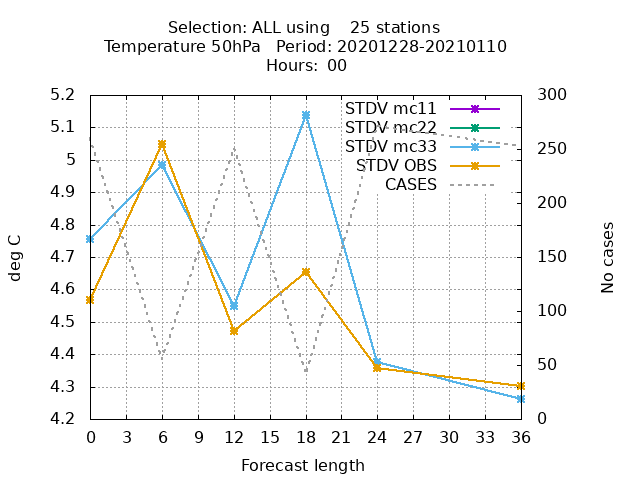 Selection: ALL using    25 stations
Temperature 50hPa   Period: 20201228-20210110
Hours: 00
5.2
5.1
5
4.9
4.8
4.7
4.6
4.5
4.4
4.3
4.2
deg C
STDV mc11
STDV mc22
STDV mc33
STDV OBS
CASES
300
250
200
150
100
50
0
No cases
0 3 6 9 12 15 18 21 24 27 30 33 36
Forecast length